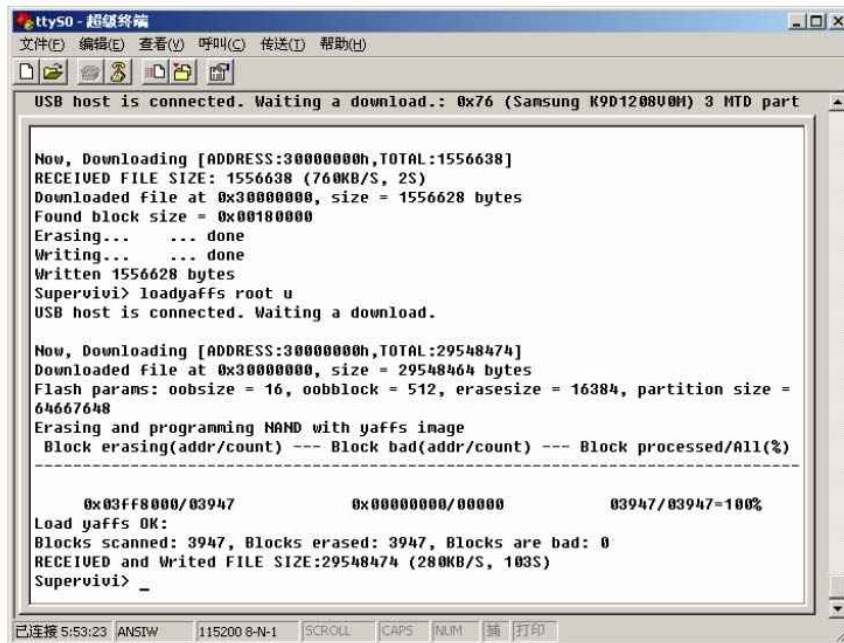 ttyS0 - 超级终端
文件(F) 编辑(E) 查看(V) 呼叫(C) 传送(T) 帮助(H)
USB host is connected. Waiting a download.: 0x76 (Samsung K9D1208V0M) 3 MTD part
Now, Downloading [ADDRESS:30000000h,TOTAL:1556638]
RECEIVED FILE SIZE: 1556638 (760KB/S, 2S)
Downloaded file at 0x30000000, size = 1556628 bytes
Found block size = 0x00180000
Erasing... ... done
Writing... ... done
Written 1556628 bytes
Supervivi> loadyaffs root u
USB host is connected. Waiting a download.
Now, Downloading [ADDRESS:30000000h,TOTAL:29548474]
Downloaded file at 0x30000000, size = 29548464 bytes
Flash params: oobsize = 16, oobblock = 512, erasesize = 16384, partition size =
64667648
Erasing and programming NAND with yaffs image
Block erasing(addr/count) --- Block bad(addr/count) --- Block processed/All(%)
--------------------------------------------------------------------------------
0x03ff8000/03947 0x00000000/00000 03947/03947=100%
Load yaffs OK:
Blocks scanned: 3947, Blocks erased: 3947, Blocks are bad: 0
RECEIVED and Writed FILE SIZE:29548474 (280KB/S, 103S)
Supervivi> _
已连接 5:53:23 ANSIW 115200 8-N-1 SCROLL CAPS NUM 捕 打印